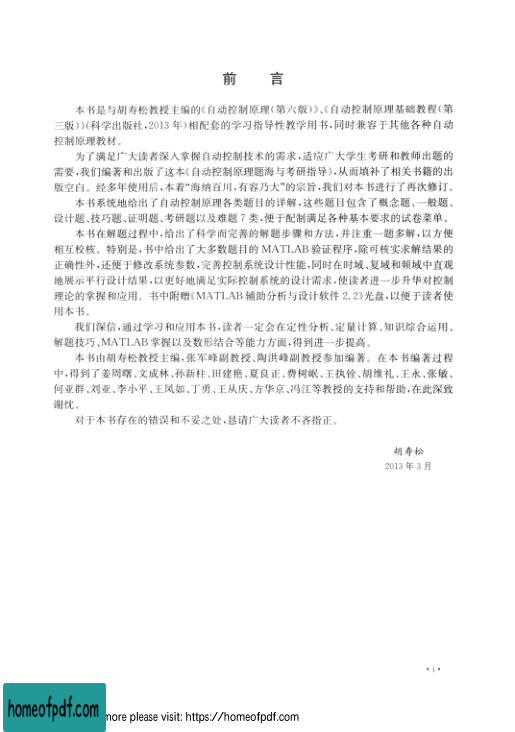 前 言
本书是与胡寿松教授主编的《自动控制原理(第六版)》、《自动控制原理基础教程(第
三版)》(科学出版社,2013年)相配套的学习指导性教学用书,同时兼容于其他各种自动
控制原理教材。
为了满足广大读者深入掌握自动控制技术的需求,适应广大学生考研和教师出题的
需要,我们编著和出版了这本《自动控制原理题海与考研指导》,从而填补了相关书籍的出
版空白。经多年使用后,本着“海纳百川,有容乃大”的宗旨,我们对本书进行了再次修订。
本书系统地给出了自动控制原理各类题目的详解,这些题目包含了概念题、一般题、
设计题、技巧题、证明题、考研题以及难题7类,便于配制满足各种基本要求的试卷菜单。
本书在解题过程中,给出了科学而完善的解题步骤和方法,并注重一题多解,以方便
相互校核。特别是,书中给出了大多数题目的MATLAB验证程序,除可核实求解结果的
正确性外,还便于修改系统参数,完善控制系统设计性能,同时在时域、复域和频域中直观
地展示平行设计结果,以更好地满足实际控制系统的设计需求,使读者进一步升华对控制
理论的掌握和应用。书中附赠《MATLAB辅助分析与设计软件2.2》光盘,以便于读者使
用本书。
我们深信,通过学习和应用本书,读者一定会在定性分析、定量计算、知识综合运用、
解题技巧、MATLAB掌握以及数形结合等能力方面,得到进一步提高。
本书由胡寿松教授主编,张军峰副教授、陶洪峰副教授参加编著。在本书编著过程
中,得到了姜周曙、文成林、孙新柱、田建艳、夏良正、费树岷、王执铨、胡维礼、王永、张敏、
何亚群、刘亚、李小平、王凤如、丁勇、王从庆、方华京、冯江等教授的支持和帮助,在此深致
谢忱。
对于本书存在的错误和不妥之处,恳请广大读者不吝指正。
胡寿松
2013年3月
• i •
homeofpdf.com
more please visit: https://homeofpdf.com